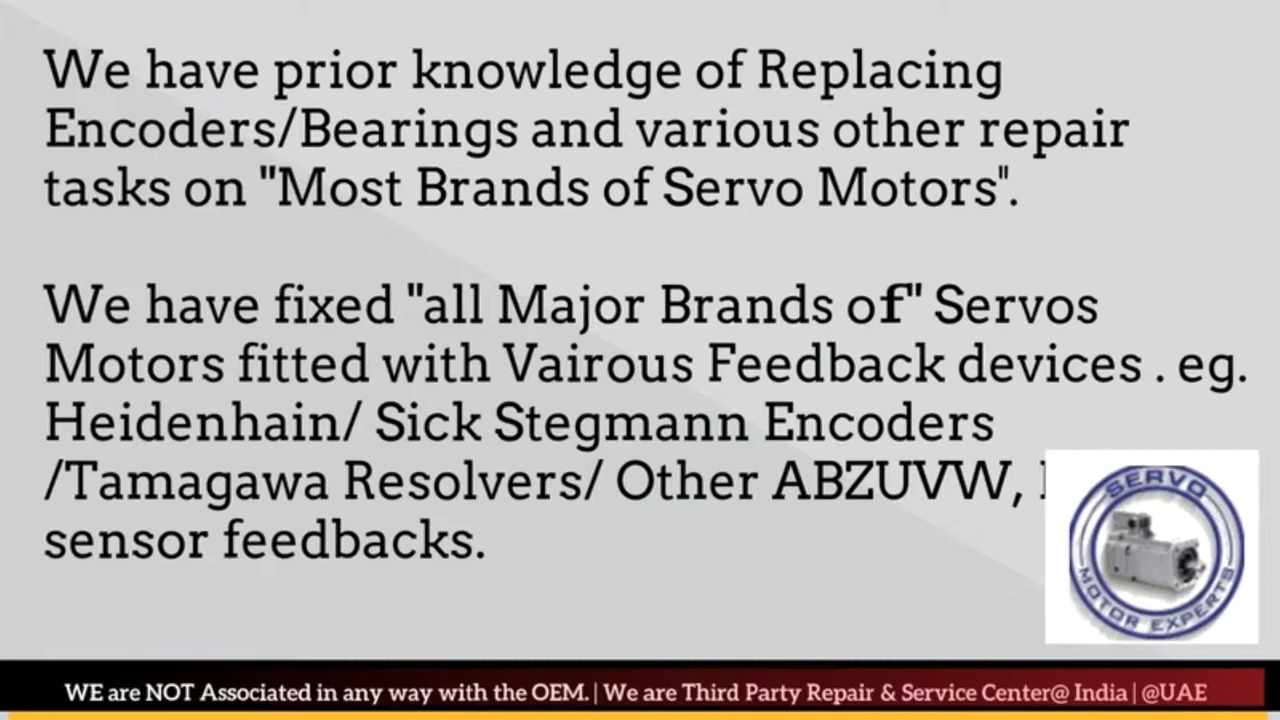 We have prior knowledge of Replacing
Encoders/Bearings and various other repair
tasks on "Most Brands of Servo Motors".
We have fixed "all Major Brands of" Servos
Motors fitted with Vairous Feedback devices . eg.
Heidenhain/ Sick Stegmann Encoders
/Tamagawa Resolvers/ Other ABZUVW,
sensor feedbacks.
SERVO
MOTOR EXPERTS
WE are NOT Associated in any way with the OEM. | We are Third Party Repair & Service Center@ India | @UAE